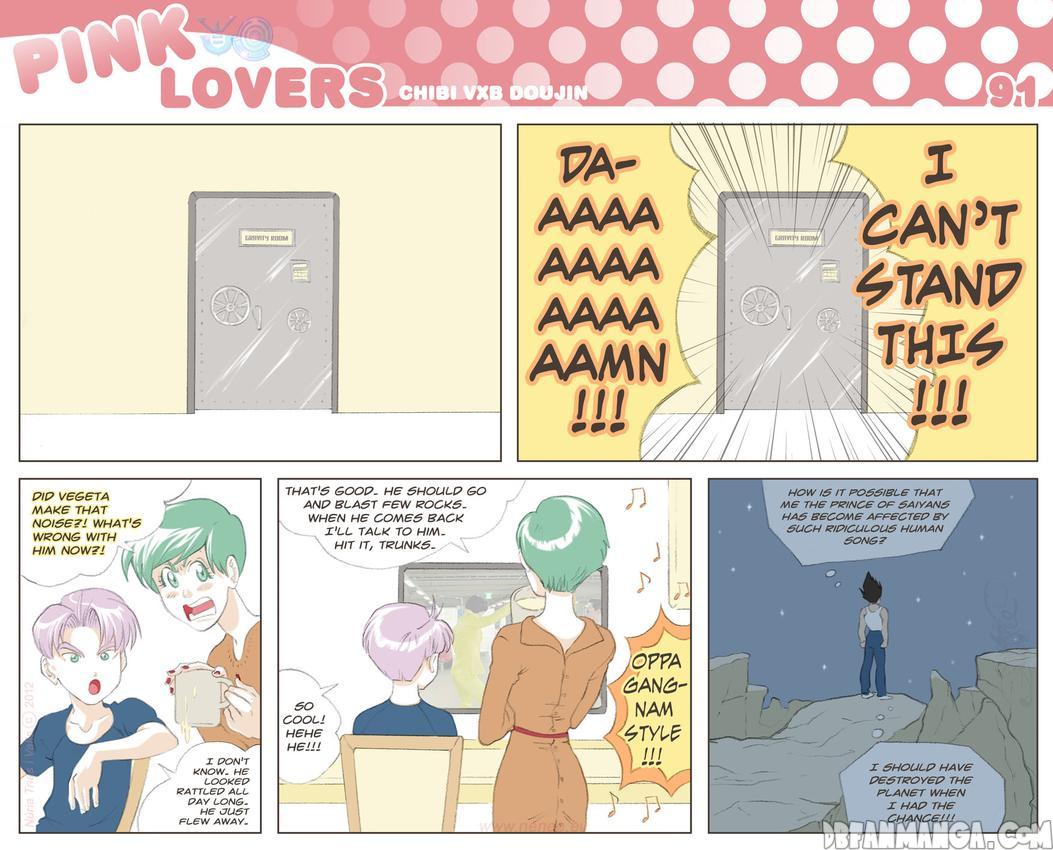 PINK
LOVERS
CHIBI VXB DOUJIN
91
GRAVITY ROOM
DA-
AAAA
AAAA
AAAA
AAMN
!!!
GRAVITY ROOM
I
CAN'T
STAND
THIS
!!!
DID VEGETA
MAKE THAT
NOISE?! WHAT'S
WRONG WITH
HIM NOW?!
I DON'T
KNOW. HE
LOOKED
RATTLED ALL
DAY LONG.
HE JUST
FLEW AWAY.
THAT'S GOOD. HE SHOULD GO
AND BLAST FEW ROCKS.
WHEN HE COMES BACK
I'LL TALK TO HIM.
HIT IT, TRUNKS.
SO
COOL!
HEHE
HE!!!
OPPA
GANG-
NAM
STYLE
!!!
HOW IS IT POSSIBLE THAT
ME THE PRINCE OF SAIYANS
HAS BECOME AFFECTED BY
SUCH RIDICULOUS HUMAN
SONG?
I SHOULD HAVE
DESTROYED THE
PLANET WHEN
I HAD THE
CHANCE!!!
DBFANMANGA.COM